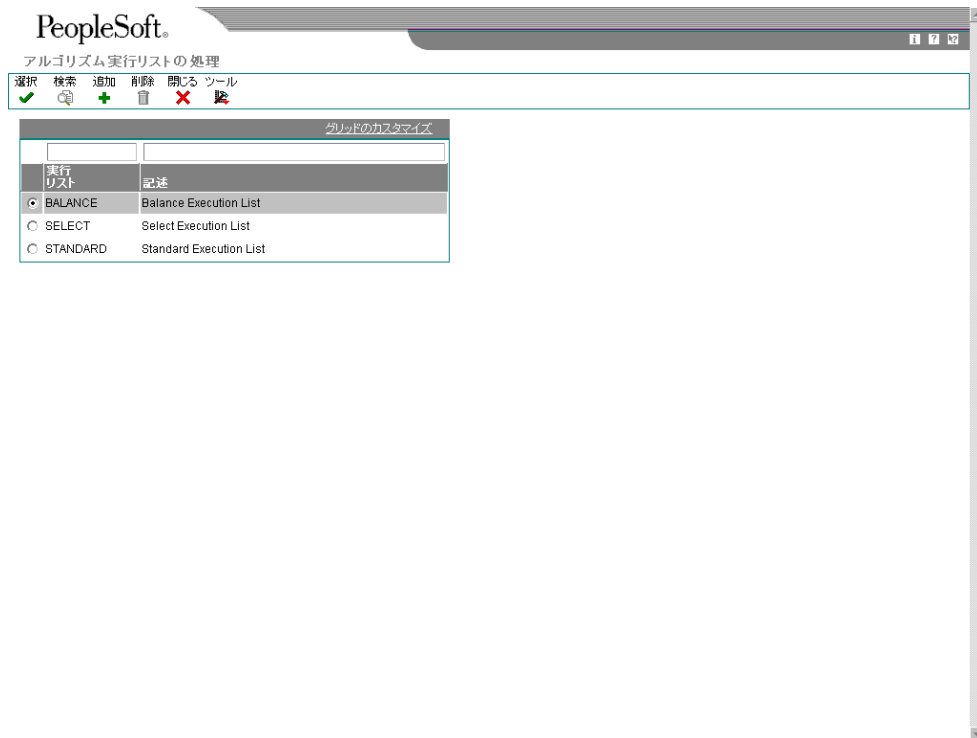 PeopleSoft®
アルゴリズム実行リストの処理
選択 検索 追加 削除 閉じる ツール
グリッドのカスタマイズ
実行
リスト 記述
BALANCE Balance Execution List
SELECT Select Execution List
STANDARD Standard Execution List